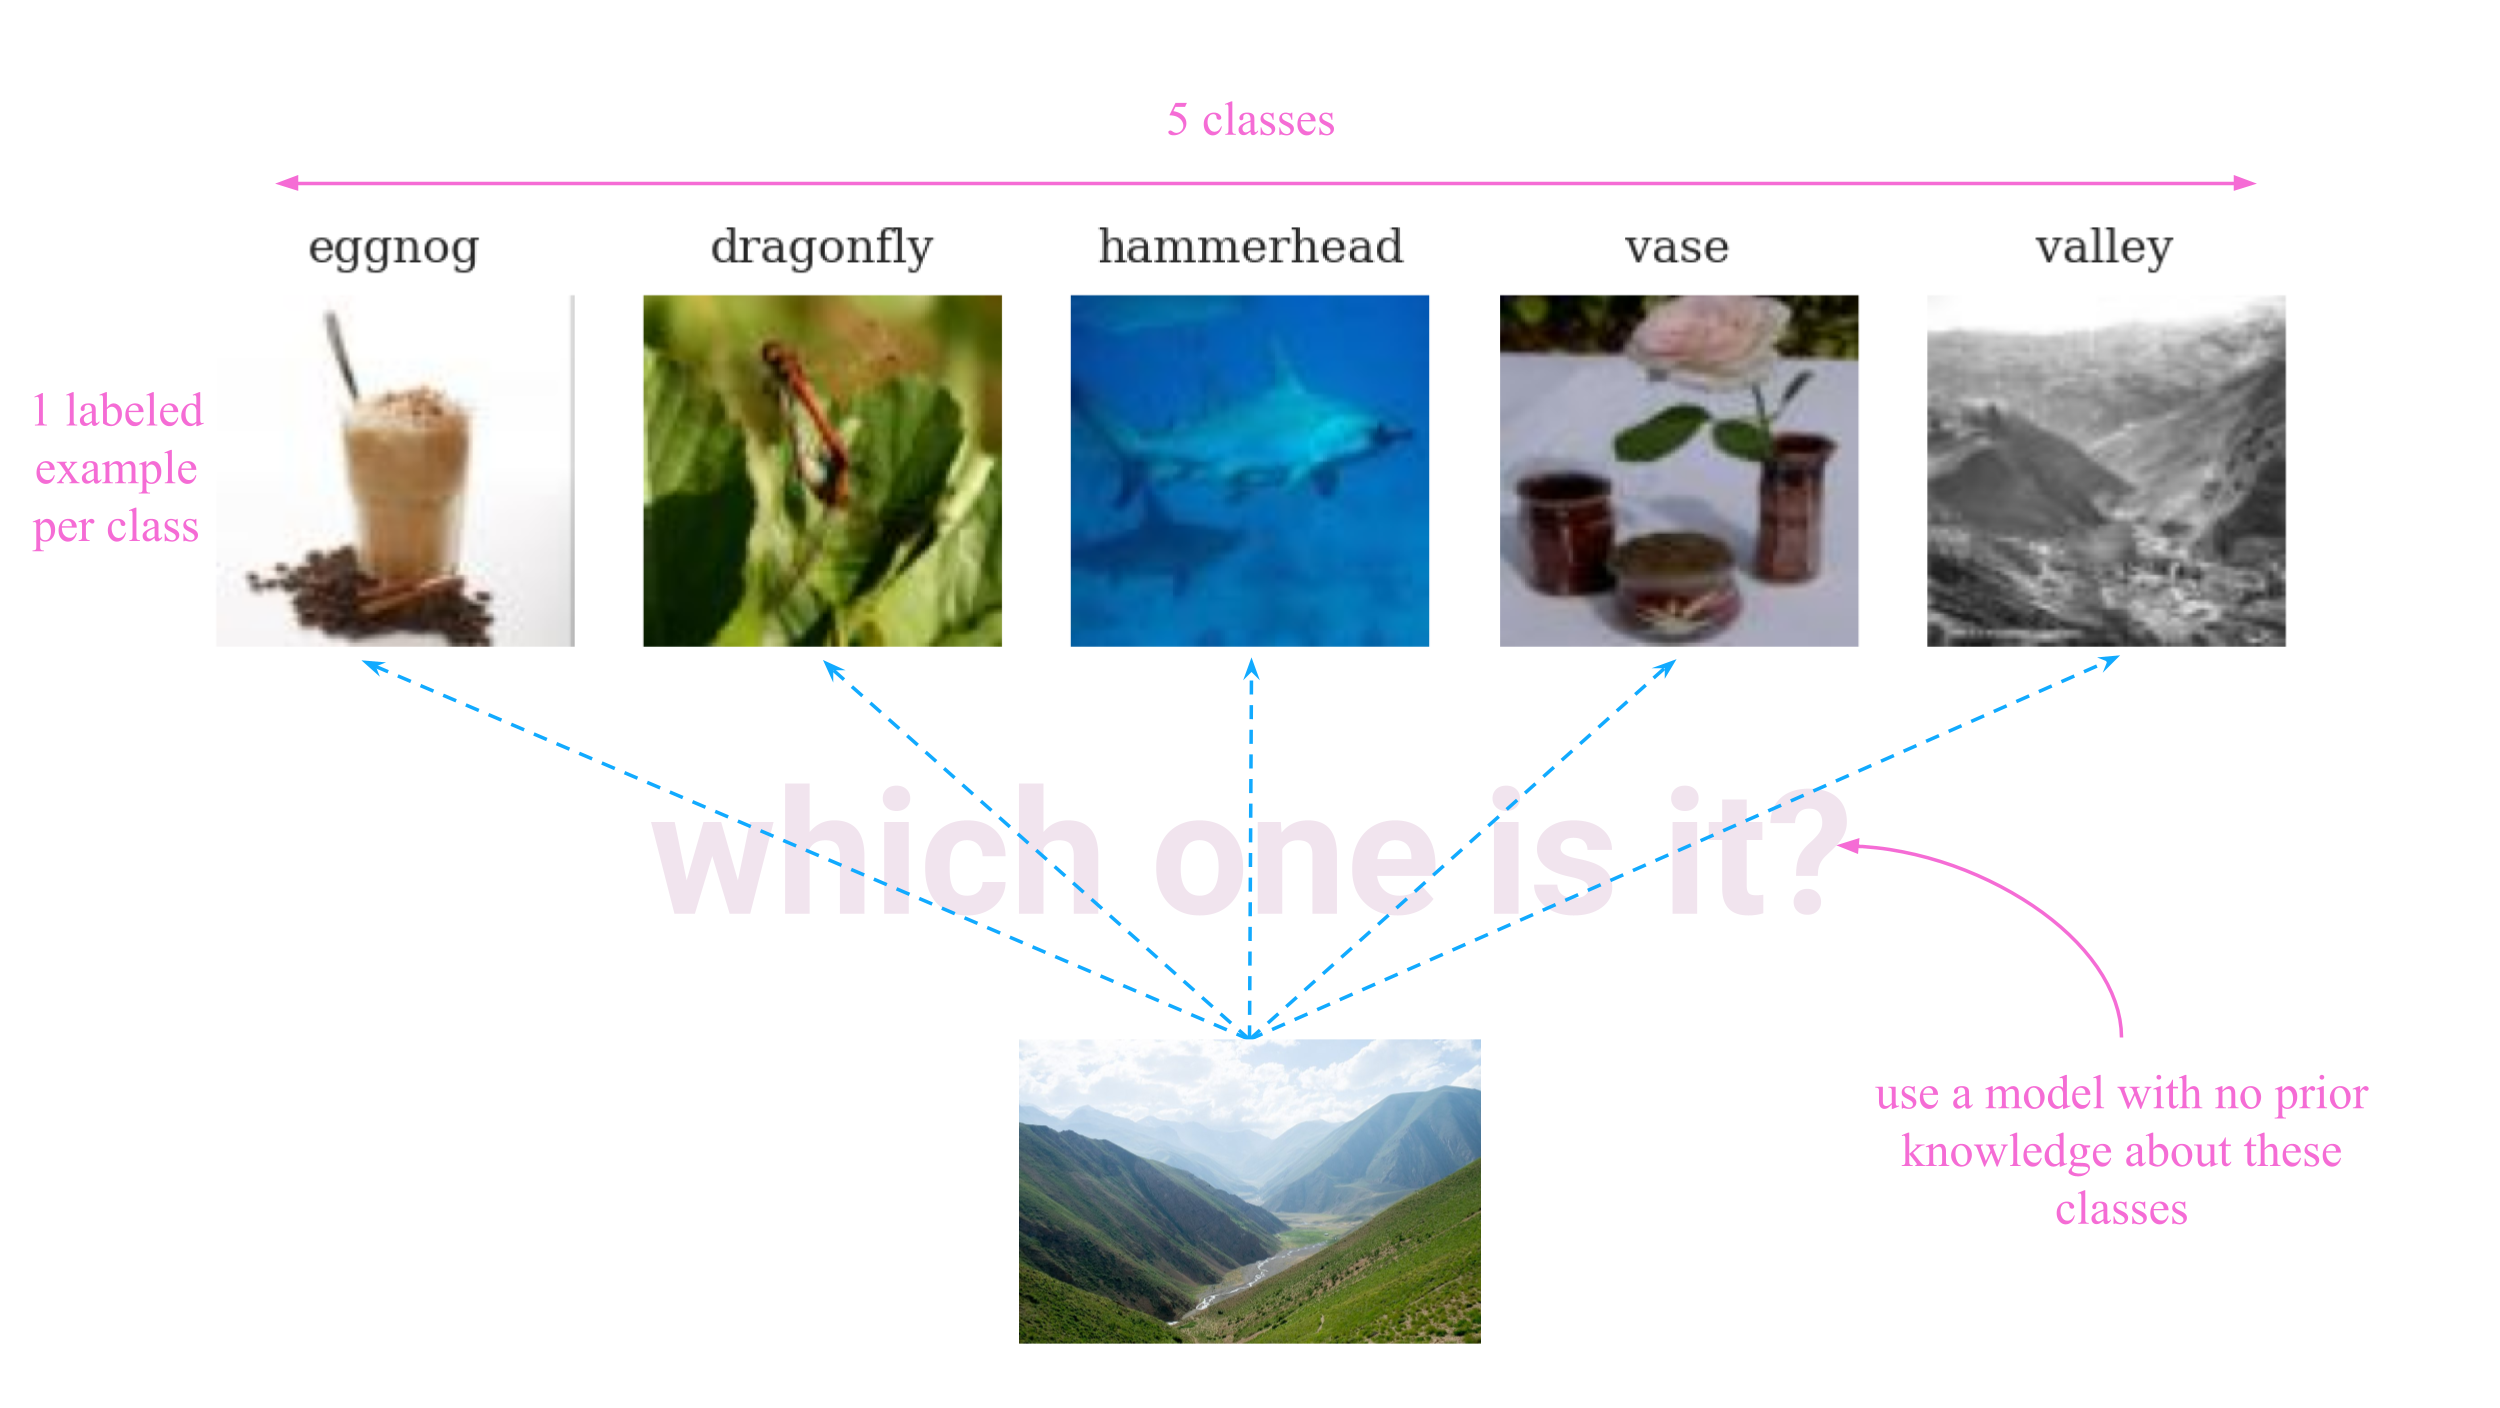 5 classes
eggnog
dragonfly
hammerhead
vase
valley
1 labeled
example
per class
which one is it?
use a model with no prior
knowledge about these
classes